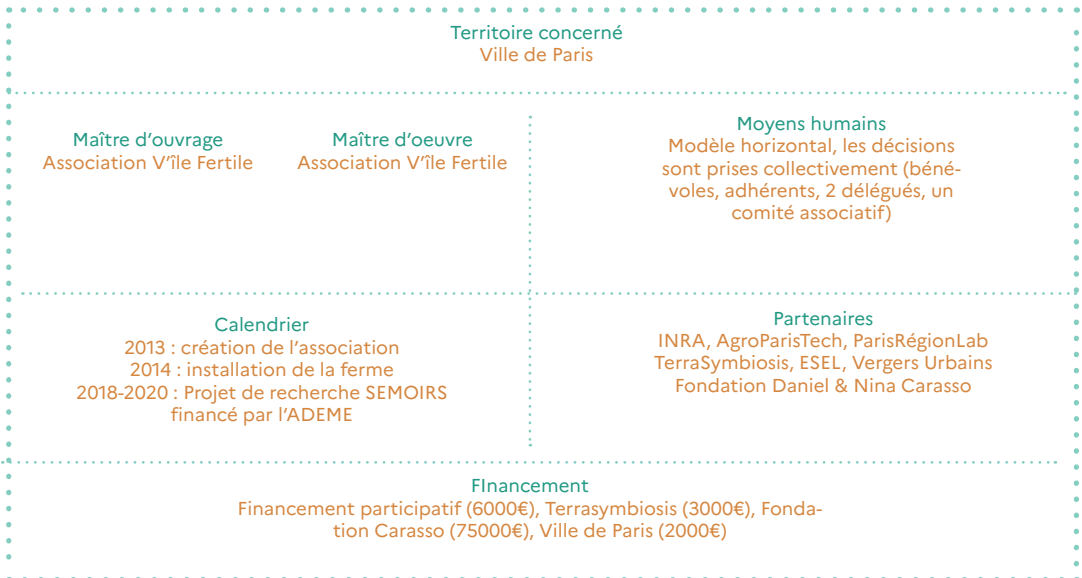 Territoire concerné
Ville de Paris
Maître d'ouvrage
Association V'île Fertile
Maître d'oeuvre
Association V'île Fertile
Moyens humains
Modèle horizontal, les décisions
sont prises collectivement (béné-
voles, adhérents, 2 délégués, un
comité associatif)
Calendrier
2013 : création de l'association
2014 : installation de la ferme
2018-2020 : Projet de recherche SEMOIRS
financé par l'ADEME
Partenaires
INRA, AgroParisTech, ParisRégionLab
TerraSymbiosis, ESEL, Vergers Urbains
Fondation Daniel & Nina Carasso
FInancement
Financement participatif (6000€), Terrasymbiosis (3000€), Fonda-
tion Carasso (75000€), Ville de Paris (2000€)